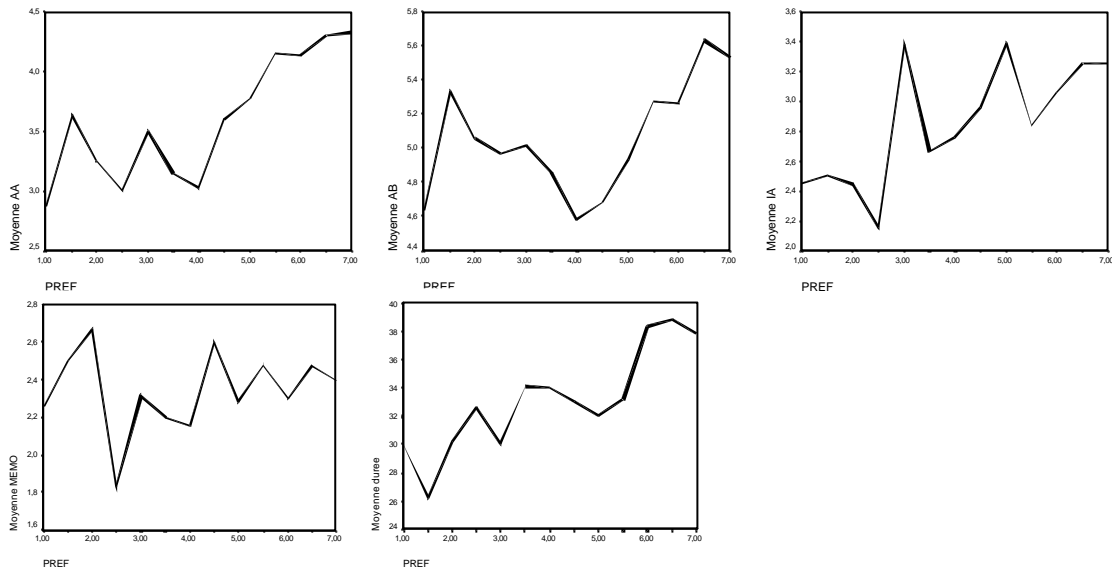 4,5
4,0
3,5
3,0
2,5
Moyenne AA
1,00 2,00 3,00 4,00 5,00 6,00 7,00
PREF
5,8
5,6
5,4
5,2
5,0
4,8
4,6
4,4
Moyenne AB
1,00 2,00 3,00 4,00 5,00 6,00 7,00
PREF
3,6
3,4
3,2
3,0
2,8
2,6
2,4
2,2
2,0
Moyenne IA
1,00 2,00 3,00 4,00 5,00 6,00 7,00
PREF
2,8
2,6
2,4
2,2
2,0
1,8
1,6
Moyenne MEMO
1,00 2,00 3,00 4,00 5,00 6,00 7,00
PREF
40
38
36
34
32
30
28
26
24
Moyenne duree
1,00 2,00 3,00 4,00 5,00 6,00 7,00
PREF